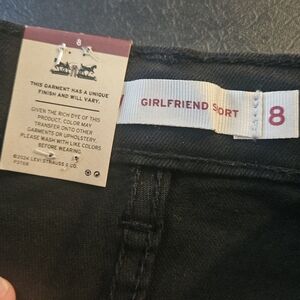 8
THIS GARMENT HAS A UNIQUE
FINISH AND WILL VARY.
GIVEN THE RICH DYE OF THIS
PRODUCT, COLOR MAY
TRANSFER ONTO OTHER
GARMENTS OR UPHOLSTERY.
PLEASE WASH WITH LIKE COLORS
BEFORE WEARING.
©2024 LEVI STRAUSS & CO.
GIRLFRIEND SHORT
8